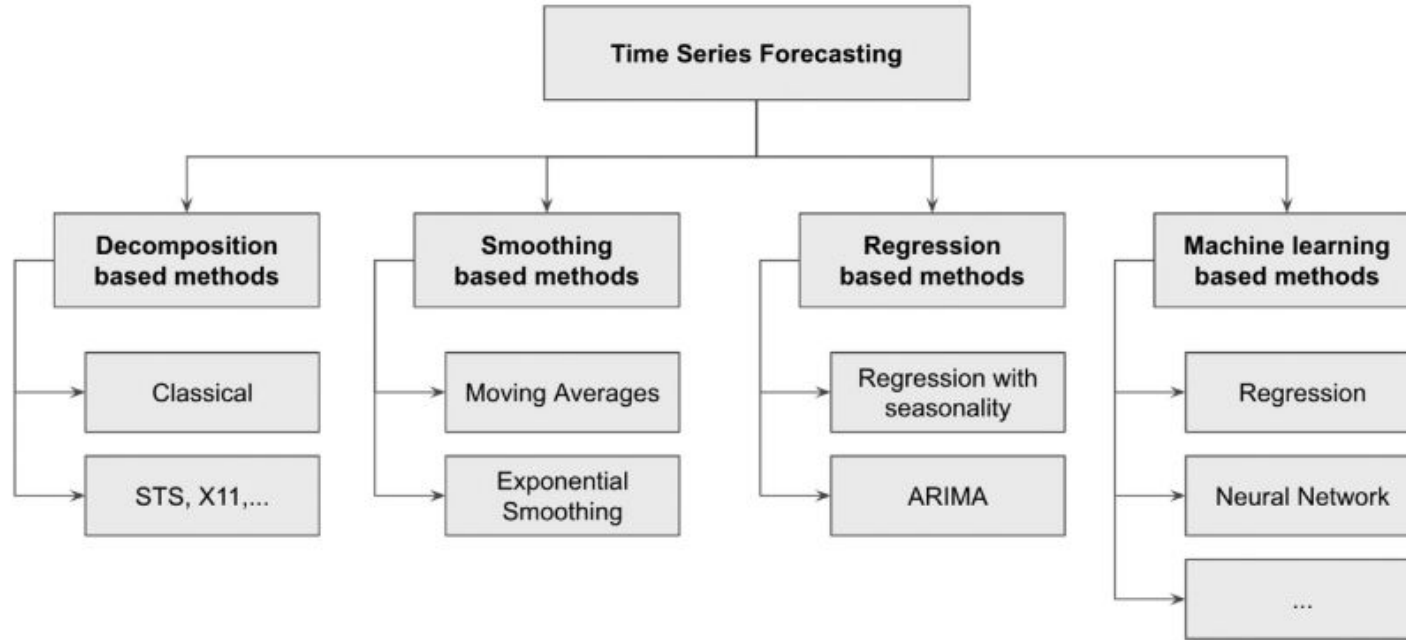 Time Series Forecasting
Decomposition
based methods
Smoothing
based methods
Regression
based methods
Machine learning
based methods
Classical
Moving Averages
Regression with
seasonality
Regression
STS, X11,...
Exponential
Smoothing
ARIMA
Neural Network
...